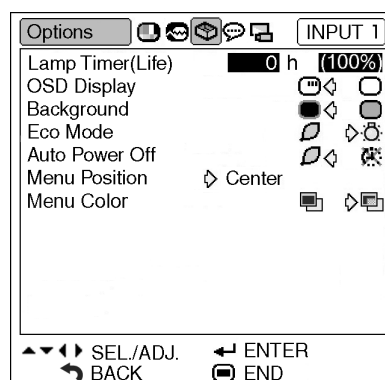 Options INPUT 1
Lamp Timer(Life) 0 h (100%)
OSD Display
Background
Eco Mode
Auto Power Off
Menu Position Center
Menu Color
SEL./ADJ. ENTER
BACK END